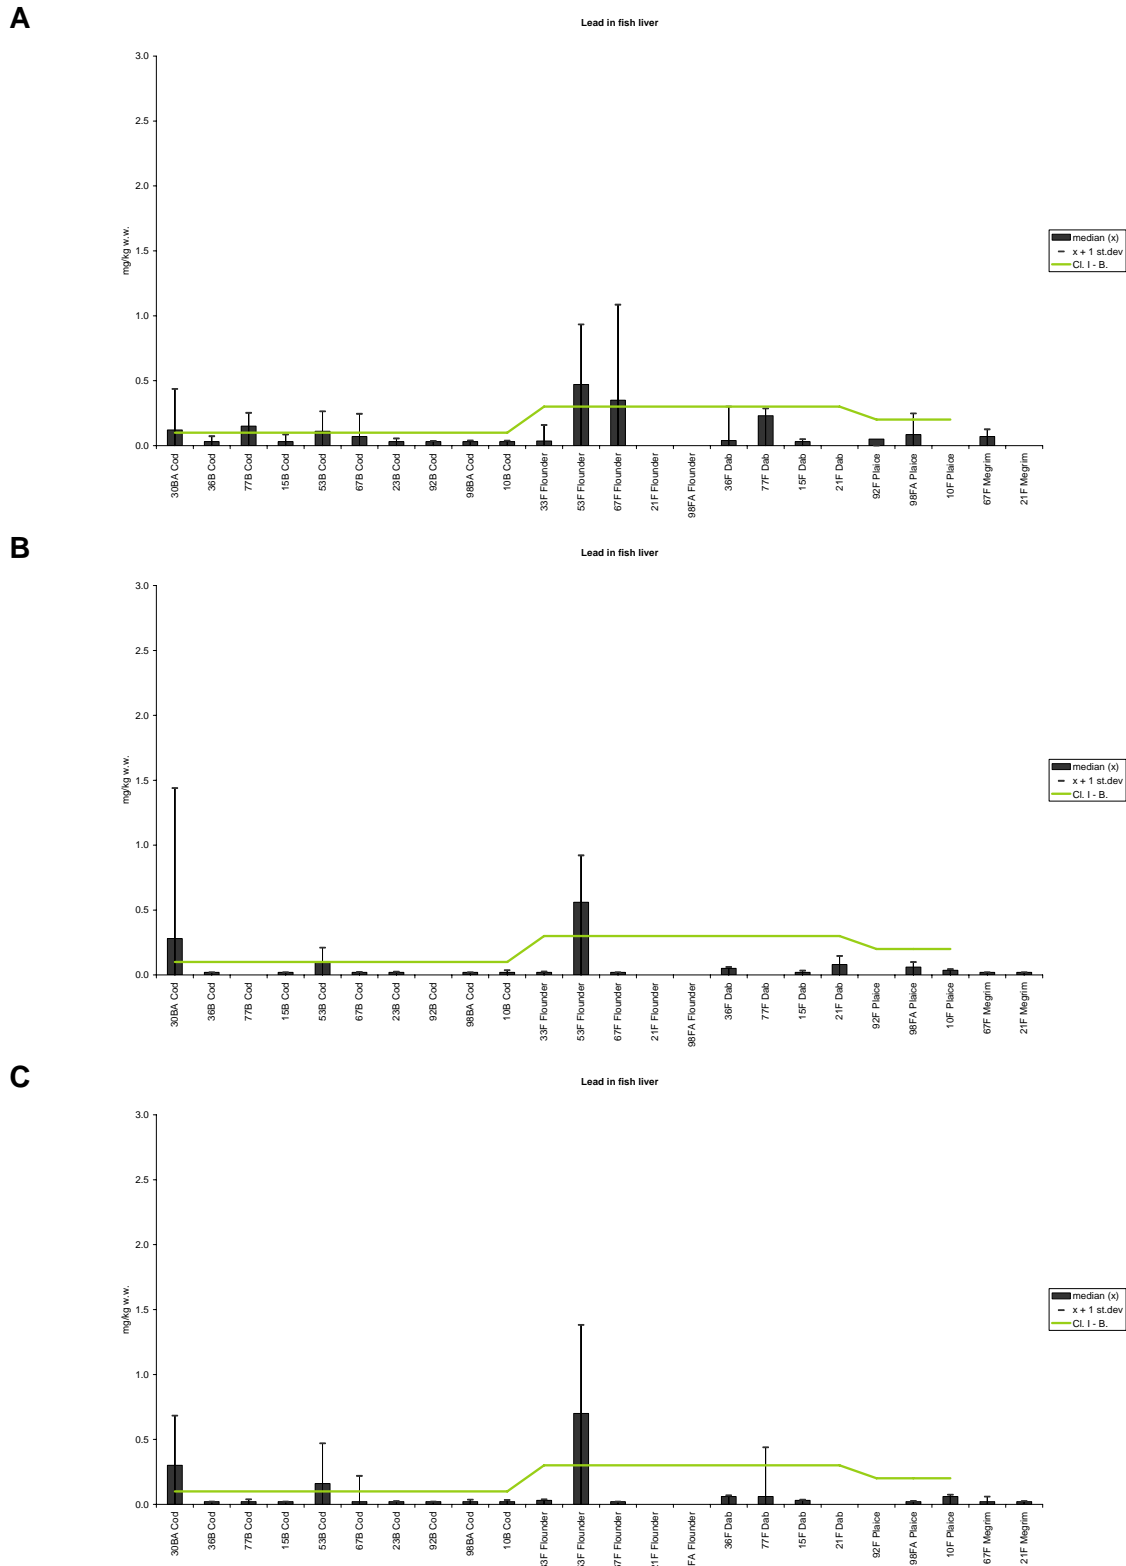 A
Lead in fish liver
3.0
2.5
2.0
1.5
1.0
0.5
0.0
mg/kg w.w.
30BA Cod
36B Cod
77B Cod
15B Cod
53B Cod
67B Cod
23B Cod
92B Cod
98BA Cod
10B Cod
33F Flounder
53F Flounder
67F Flounder
21F Flounder
98FA Flounder
36F Dab
77F Dab
15F Dab
21F Dab
92F Plaice
98FA Plaice
10F Plaice
67F Megrim
21F Megrim
median (x)
x + 1 st.dev
Cl. I - B.
B
Lead in fish liver
3.0
2.5
2.0
1.5
1.0
0.5
0.0
mg/kg w.w.
30BA Cod
36B Cod
77B Cod
15B Cod
53B Cod
67B Cod
23B Cod
92B Cod
98BA Cod
10B Cod
33F Flounder
53F Flounder
67F Flounder
21F Flounder
98FA Flounder
36F Dab
77F Dab
15F Dab
21F Dab
92F Plaice
98FA Plaice
10F Plaice
67F Megrim
21F Megrim
median (x)
x + 1 st.dev
Cl. I - B.
C
Lead in fish liver
3.0
2.5
2.0
1.5
1.0
0.5
0.0
mg/kg w.w.
30BA Cod
36B Cod
77B Cod
15B Cod
53B Cod
67B Cod
23B Cod
92B Cod
98BA Cod
10B Cod
33F Flounder
53F Flounder
67F Flounder
21F Flounder
FA Flounder
36F Dab
77F Dab
15F Dab
21F Dab
92F Plaice
98FA Plaice
10F Plaice
67F Megrim
21F Megrim
median (x)
x + 1 st.dev
Cl. I - B.